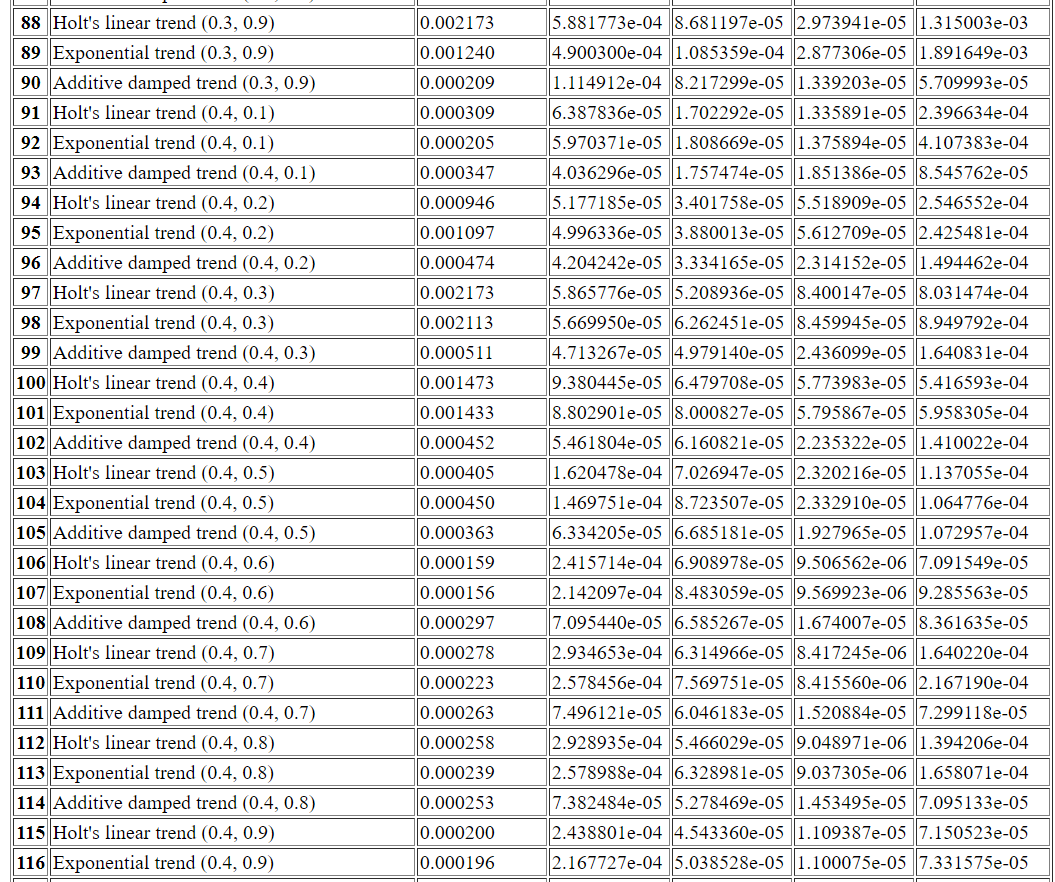 88 Holt's linear trend (0.3, 0.9) 0.002173 5.881773e-04 8.681197e-05 2.973941e-05 1.315003e-03
89 Exponential trend (0.3, 0.9) 0.001240 4.900300e-04 1.085359e-04 2.877306e-05 1.891649e-03
90 Additive damped trend (0.3, 0.9) 0.000209 1.114912e-04 8.217299e-05 1.339203e-05 5.709993e-05
91 Holt's linear trend (0.4, 0.1) 0.000309 6.387836e-05 1.702292e-05 1.335891e-05 2.396634e-04
92 Exponential trend (0.4, 0.1) 0.000205 5.970371e-05 1.808669e-05 1.375894e-05 4.107383e-04
93 Additive damped trend (0.4, 0.1) 0.000347 4.036296e-05 1.757474e-05 1.851386e-05 8.545762e-05
94 Holt's linear trend (0.4, 0.2) 0.000946 5.177185e-05 3.401758e-05 5.518909e-05 2.546552e-04
95 Exponential trend (0.4, 0.2) 0.001097 4.996336e-05 3.880013e-05 5.612709e-05 2.425481e-04
96 Additive damped trend (0.4, 0.2) 0.000474 4.204242e-05 3.334165e-05 2.314152e-05 1.494462e-04
97 Holt's linear trend (0.4, 0.3) 0.002173 5.865776e-05 5.208936e-05 8.400147e-05 8.031474e-04
98 Exponential trend (0.4, 0.3) 0.002113 5.669950e-05 6.262451e-05 8.459945e-05 8.949792e-04
99 Additive damped trend (0.4, 0.3) 0.000511 4.713267e-05 4.979140e-05 2.436099e-05 1.640831e-04
100 Holt's linear trend (0.4, 0.4) 0.001473 9.380445e-05 6.479708e-05 5.773983e-05 5.416593e-04
101 Exponential trend (0.4, 0.4) 0.001433 8.802901e-05 8.000827e-05 5.795867e-05 5.958305e-04
102 Additive damped trend (0.4, 0.4) 0.000452 5.461804e-05 6.160821e-05 2.235322e-05 1.410022e-04
103 Holt's linear trend (0.4, 0.5) 0.000405 1.620478e-04 7.026947e-05 2.320216e-05 1.137055e-04
104 Exponential trend (0.4, 0.5) 0.000450 1.469751e-04 8.723507e-05 2.332910e-05 1.064776e-04
105 Additive damped trend (0.4, 0.5) 0.000363 6.334205e-05 6.685181e-05 1.927965e-05 1.072957e-04
106 Holt's linear trend (0.4, 0.6) 0.000159 2.415714e-04 6.908978e-05 9.506562e-06 7.091549e-05
107 Exponential trend (0.4, 0.6) 0.000156 2.142097e-04 8.483059e-05 9.569923e-06 9.285563e-05
108 Additive damped trend (0.4, 0.6) 0.000297 7.095440e-05 6.585267e-05 1.674007e-05 8.361635e-05
109 Holt's linear trend (0.4, 0.7) 0.000278 2.934653e-04 6.314966e-05 8.417245e-06 1.640220e-04
110 Exponential trend (0.4, 0.7) 0.000223 2.578456e-04 7.569751e-05 8.415560e-06 2.167190e-04
111 Additive damped trend (0.4, 0.7) 0.000263 7.496121e-05 6.046183e-05 1.520884e-05 7.299118e-05
112 Holt's linear trend (0.4, 0.8) 0.000258 2.928935e-04 5.466029e-05 9.048971e-06 1.394206e-04
113 Exponential trend (0.4, 0.8) 0.000239 2.578988e-04 6.328981e-05 9.037305e-06 1.658071e-04
114 Additive damped trend (0.4, 0.8) 0.000253 7.382484e-05 5.278469e-05 1.453495e-05 7.095133e-05
115 Holt's linear trend (0.4, 0.9) 0.000200 2.438801e-04 4.543360e-05 1.109387e-05 7.150523e-05
116 Exponential trend (0.4, 0.9) 0.000196 2.167727e-04 5.038528e-05 1.100075e-05 7.331575e-05